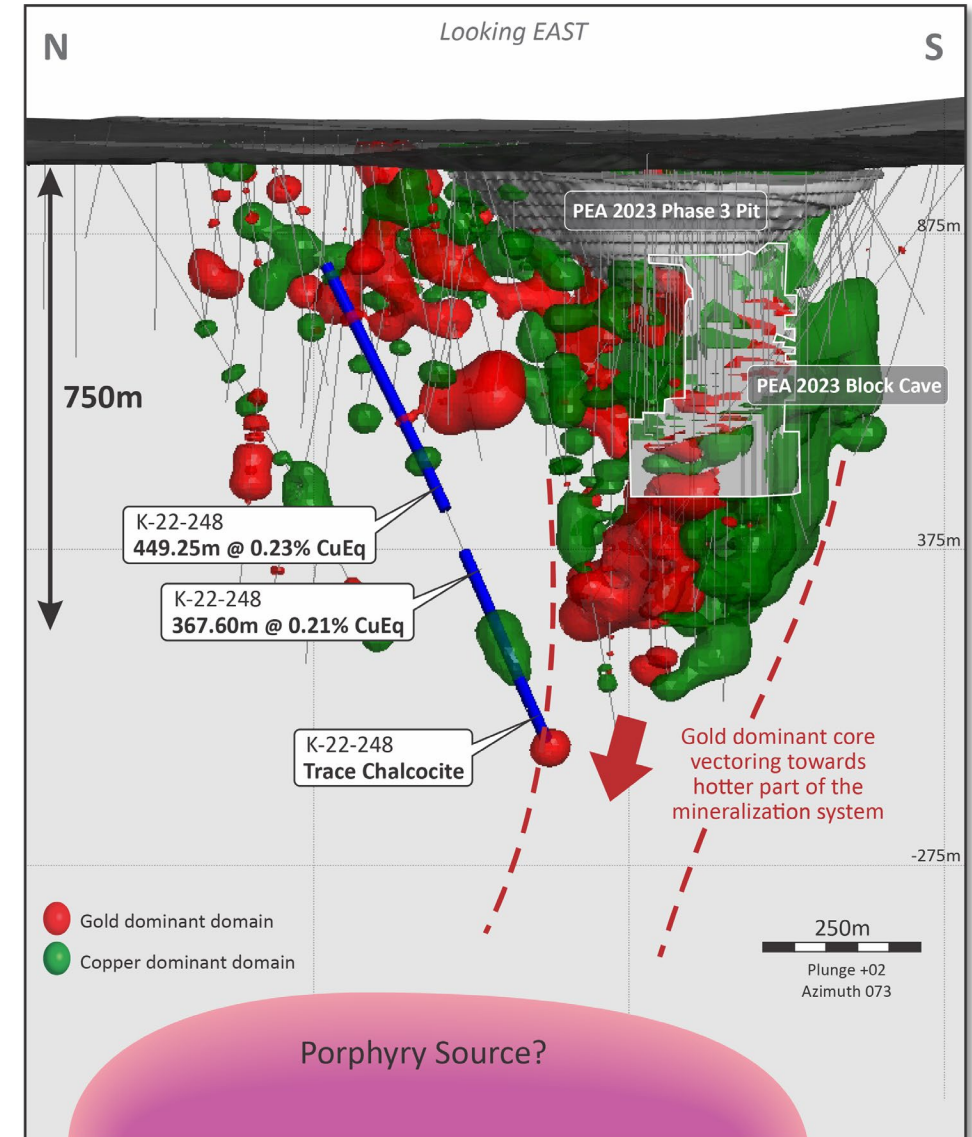 Looking EAST
N
S
PEA 2023 Phase 3 Pit
875m
750m
PEA 2023 Block Cave
K-22-248
449.25m @ 0.23% CuEq
375m
K-22-248
367.60m @ 0.21% CuEq
K-22-248
Trace Chalcocite
Gold dominant core
vectoring towards
hotter part of the
mineralization system
-275m
Gold dominant domain
Copper dominant domain
250m
Plunge +02
Azimuth 073
Porphyry Source?